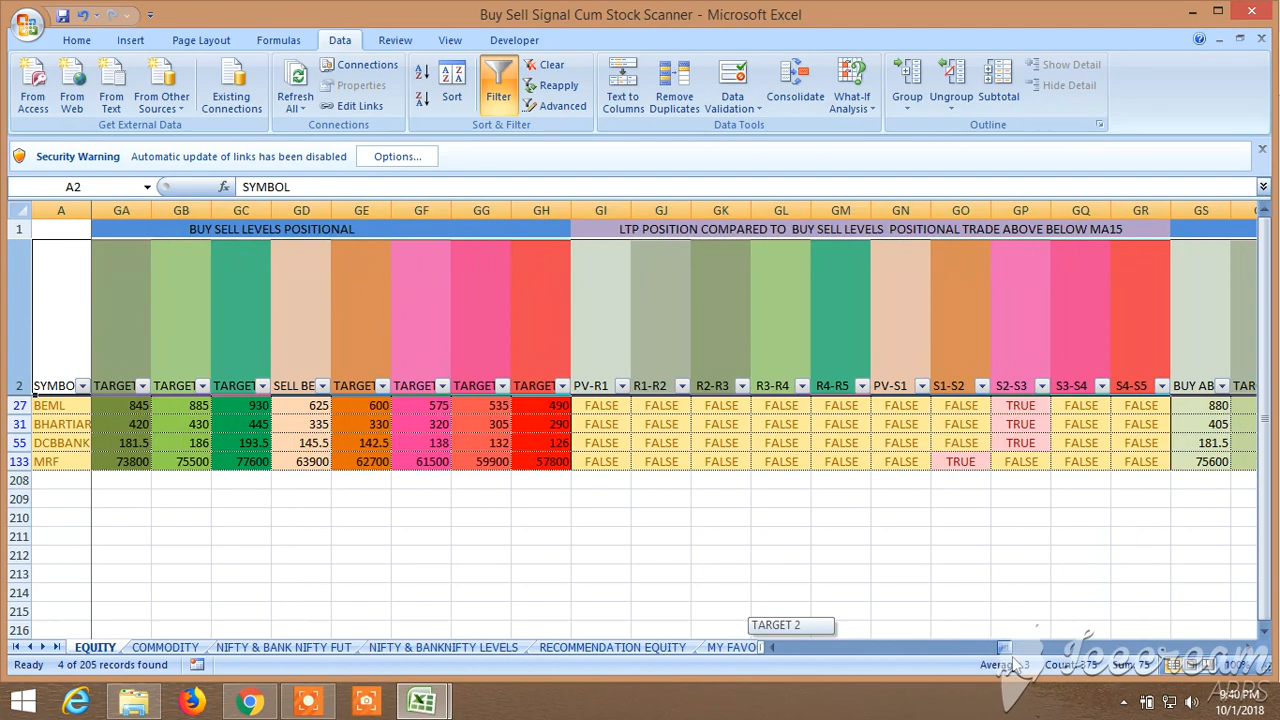 Buy Sell Signal Cum Stock Scanner - Microsoft Excel
Home Insert Page Layout Formulas Data Review View Developer
From Access From Web From Text From Other Sources Existing Connections Refresh All Connections Properties Edit Links Sort Filter Clear Reapply Advanced Text to Columns Remove Duplicates Data Validation Consolidate What-If Analysis Group Ungroup Subtotal Show Detail Hide Detail
Get External Data Connections Sort & Filter Data Tools Outline
Security Warning Automatic update of links has been disabled Options...
A2 fx SYMBOL
A GA GB GC GD GE GF GG GH GI GJ GK GL GM GN GO GP GQ GR GS
1 BUY SELL LEVELS POSITIONAL LTP POSITION COMPARED TO BUY SELL LEVELS POSITIONAL TRADE ABOVE BELOW MA15
2 SYMBO TARGET TARGET TARGET SELL BE TARGET TARGET TARGET TARGET PV-R1 R1-R2 R2-R3 R3-R4 R4-R5 PV-S1 S1-S2 S2-S3 S3-S4 S4-S5 BUY AB TAR
27 BEML 845 885 930 625 600 575 535 490 FALSE FALSE FALSE FALSE FALSE FALSE FALSE TRUE FALSE FALSE 880
31 BHARTIAR 420 430 445 335 330 320 305 290 FALSE FALSE FALSE FALSE FALSE FALSE FALSE TRUE FALSE FALSE 405
55 DCBBANK 181.5 186 193.5 145.5 142.5 138 132 126 FALSE FALSE FALSE FALSE FALSE FALSE FALSE TRUE FALSE FALSE 181.5
133 MRF 73800 75500 77600 63900 62700 61500 59900 57800 FALSE FALSE FALSE FALSE FALSE FALSE TRUE FALSE FALSE FALSE 75600
208
209
210
211
212
213
214
215
216
TARGET 2
EQUITY COMMODITY NIFTY & BANK NIFTY FUT NIFTY & BANKNIFTY LEVELS RECOMMENDATION EQUITY MY FAVO
Ready 4 of 205 records found Count: 375 Sum: 75 100%
Icecream
APPS
9:40 PM
10/1/2018